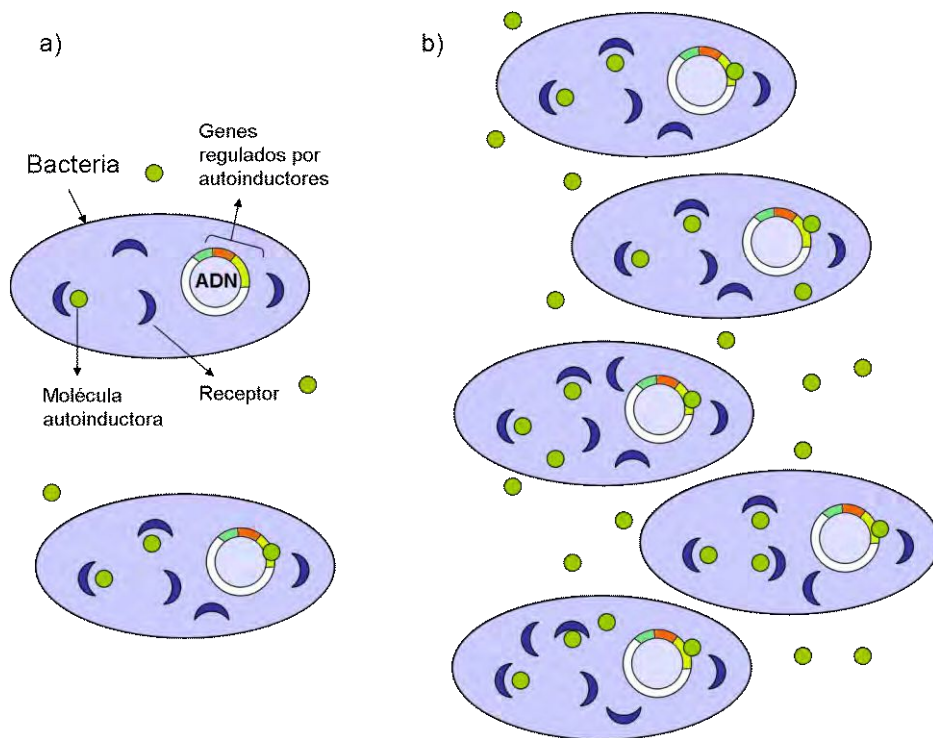 a)
b)
Genes
regulados por
autoinductores
Bacteria
ADN
Molécula
autoinductora
Receptor